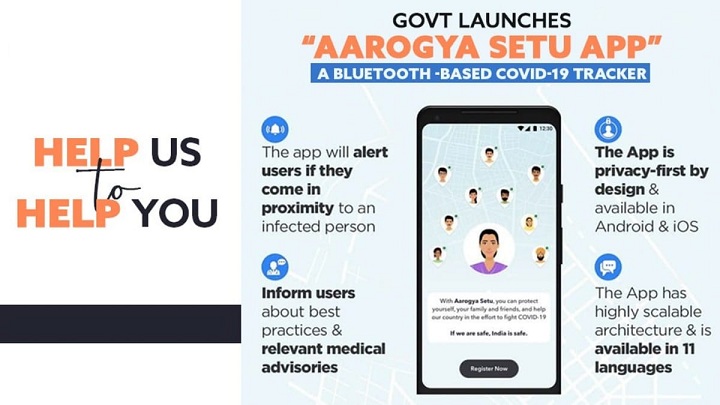 HELP US
to
HELP YOU
GOVT LAUNCHES
“AAROGYA SETU APP”
A BLUETOOTH -BASED COVID-19 TRACKER
The app will alert
users if they
come in
proximity to an
infected person
Inform users
about best
practices &
relevant medical
advisories
12:30
With Aarogya Setu, you can protect
yourself, your family and friends, and help
our country in the effort to fight COVID-19
If we are safe, India is safe.
Register Now
The App is
privacy-first by
design &
available in
Android & iOS
The App has
highly scalable
architecture & is
available in 11
languages